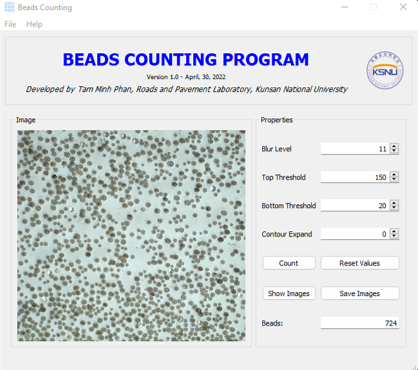 Beads Counting
File Help
BEADS COUNTING PROGRAM
Version 1.0 - April, 30, 2022
Developed by Tam Minh Phan, Roads and Pavement Laboratory, Kunsan National University
KSNU
Image
Properties
Blur Level 11
Top Threshold 150
Bottom Threshold 20
Contour Expand 0
Count Reset Values
Show Images Save Images
Beads: 724